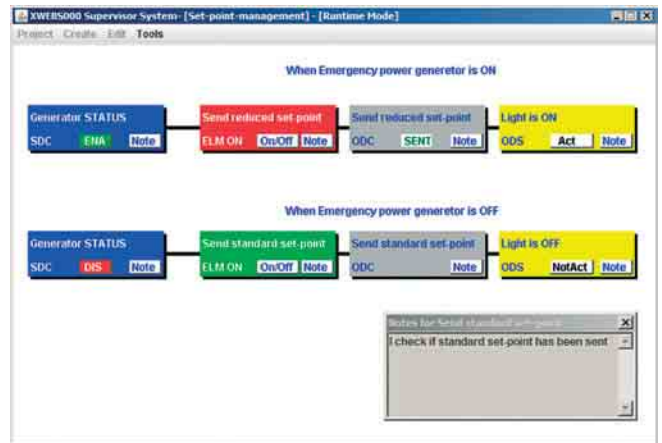 XWEB5000 Supervisor System- [Set-point-management] - [Runtime Mode]
Project Create Edit Tools
When Emergency power generetor is ON
Generator STATUS
SDC ENA Note
Send reduced set-point
ELM ON On/Off Note
Send reduced set-point
ODC SENT Note
Light is ON
ODS Act Note
When Emergency power generetor is OFF
Generator STATUS
SDC DIS Note
Send standard set-point
ELM ON On/Off Note
Send standard set-point
ODC Note
Light is OFF
ODS NotAct Note
Notes for Send standard set-point
I check if standard set-point has been sent